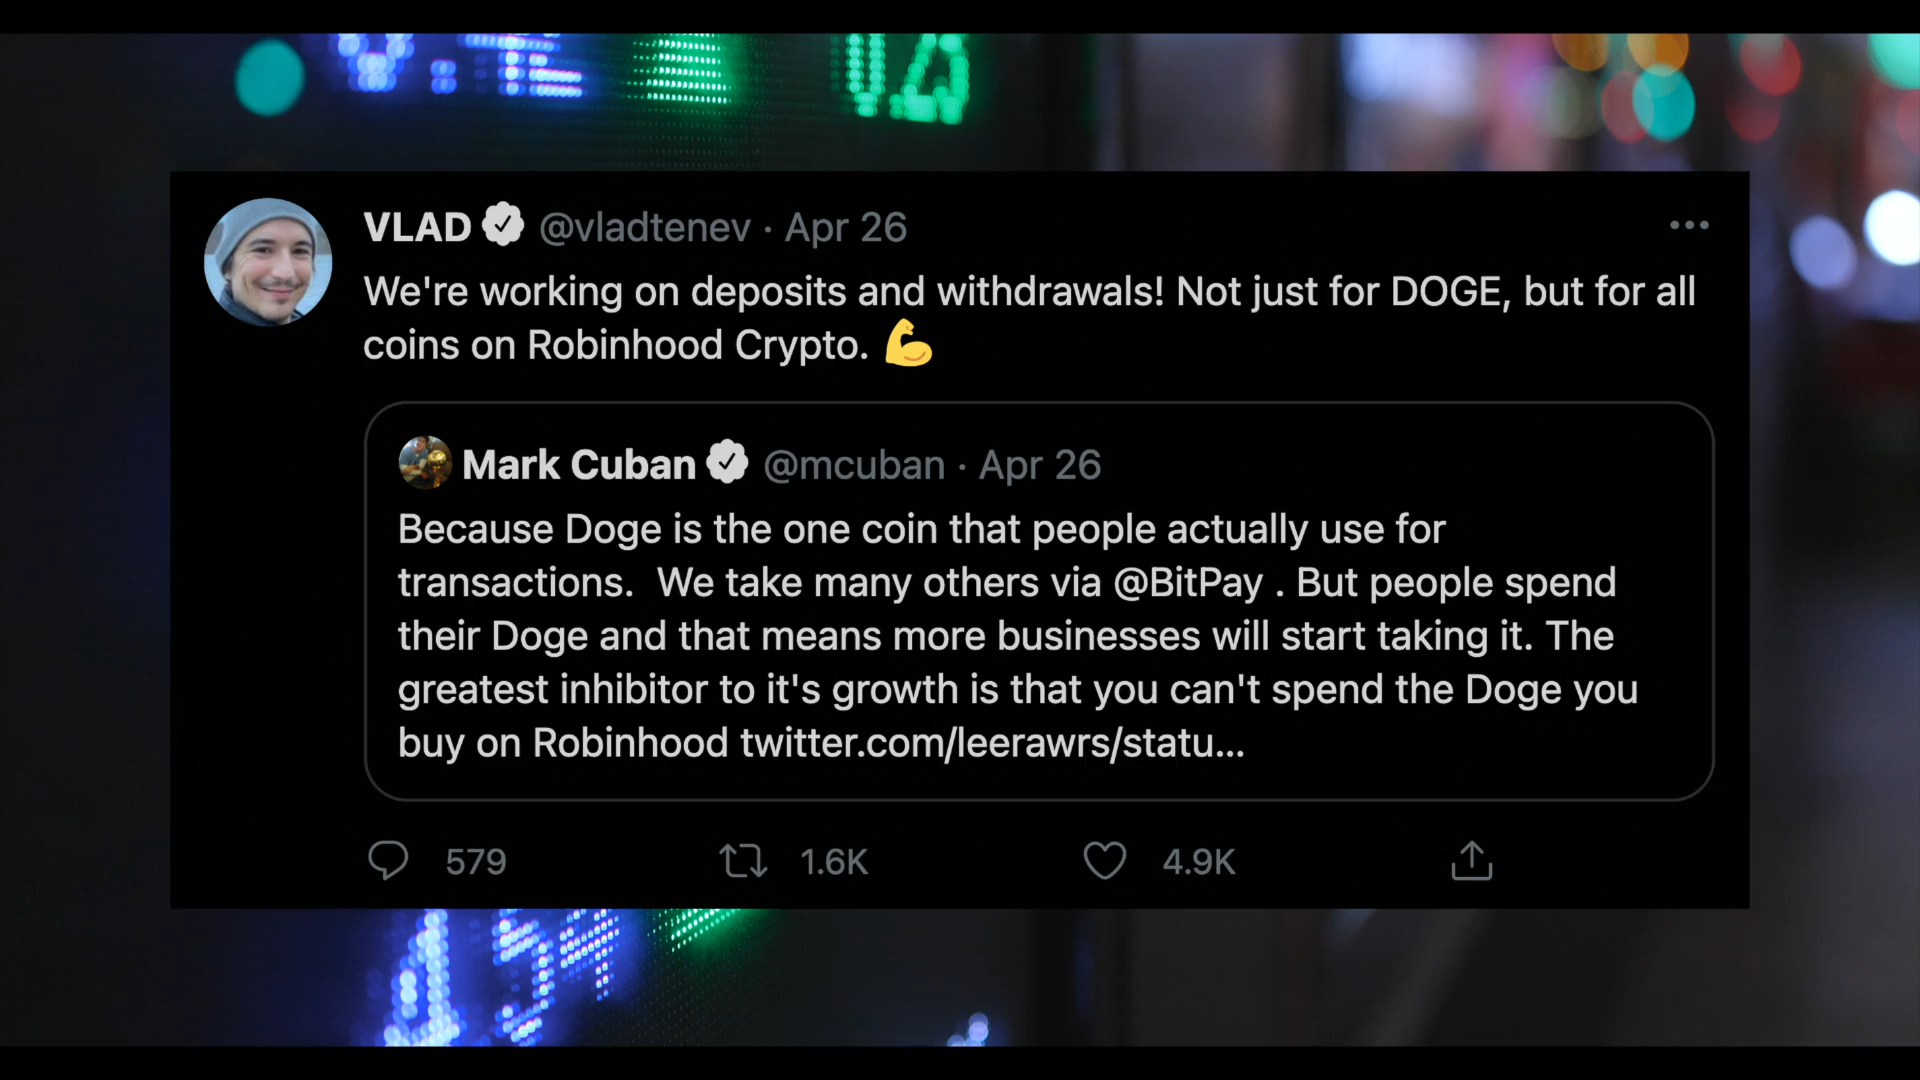 VLAD @vladtenev · Apr 26
We're working on deposits and withdrawals! Not just for DOGE, but for all
coins on Robinhood Crypto. 💪
Mark Cuban @mcuban · Apr 26
Because Doge is the one coin that people actually use for
transactions.  We take many others via @BitPay . But people spend
their Doge and that means more businesses will start taking it. The
greatest inhibitor to it's growth is that you can't spend the Doge you
buy on Robinhood twitter.com/leerawrs/statu...
579 1.6K 4.9K